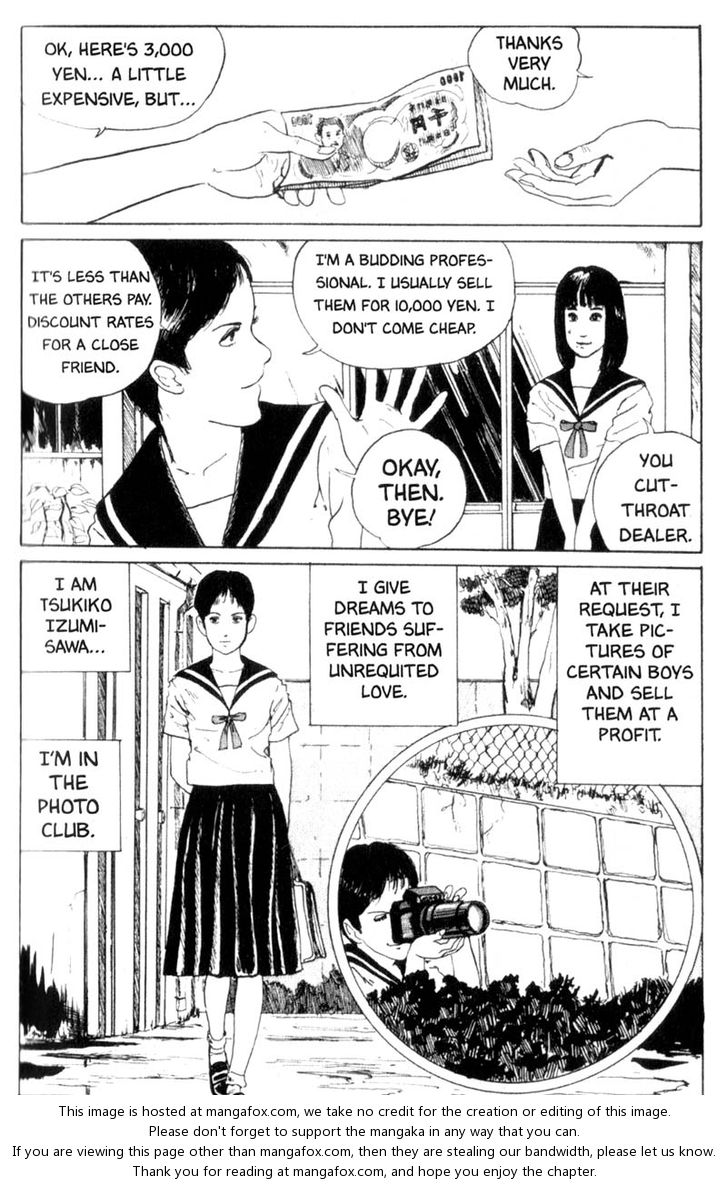 OK, HERE'S 3,000
YEN... A LITTLE
EXPENSIVE, BUT...
THANKS
VERY
MUCH.
1000
千円
1000
IT'S LESS THAN
THE OTHERS PAY.
DISCOUNT RATES
FOR A CLOSE
FRIEND.
I'M A BUDDING PROFES-
SIONAL. I USUALLY SELL
THEM FOR 10,000 YEN. I
DON'T COME CHEAP.
OKAY,
THEN.
BYE!
YOU
CUT-
THROAT
DEALER.
I AM
TSUKIKO
IZUMI-
SAWA...
I'M IN
THE
PHOTO
CLUB.
I GIVE
DREAMS TO
FRIENDS SUF-
FERING FROM
UNREQUITED
LOVE.
AT THEIR
REQUEST, I
TAKE PIC-
TURES OF
CERTAIN BOYS
AND SELL
THEM AT A
PROFIT.
This image is hosted at mangafox.com, we take no credit for the creation or editing of this image.
Please don't forget to support the mangaka in any way that you can.
If you are viewing this page other than mangafox.com, then they are stealing our bandwidth, please let us know.
Thank you for reading at mangafox.com, and hope you enjoy the chapter.